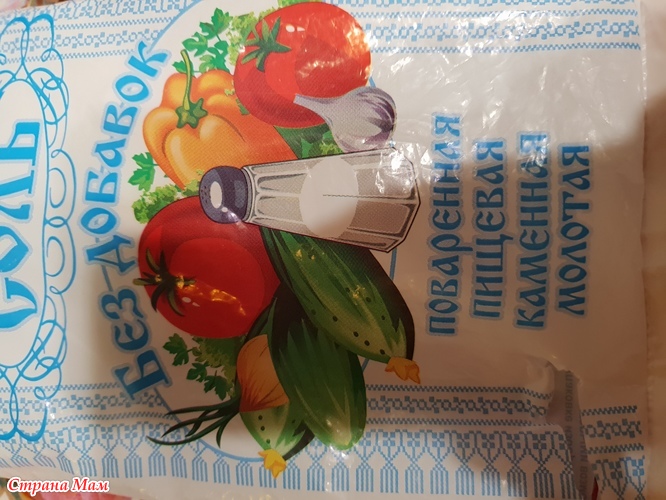 СОЛЬ
Без добавок
ПОВАРЕННАЯ
ПИЩЕВАЯ
КАМЕННАЯ
МОЛОТАЯ
Страна Мам